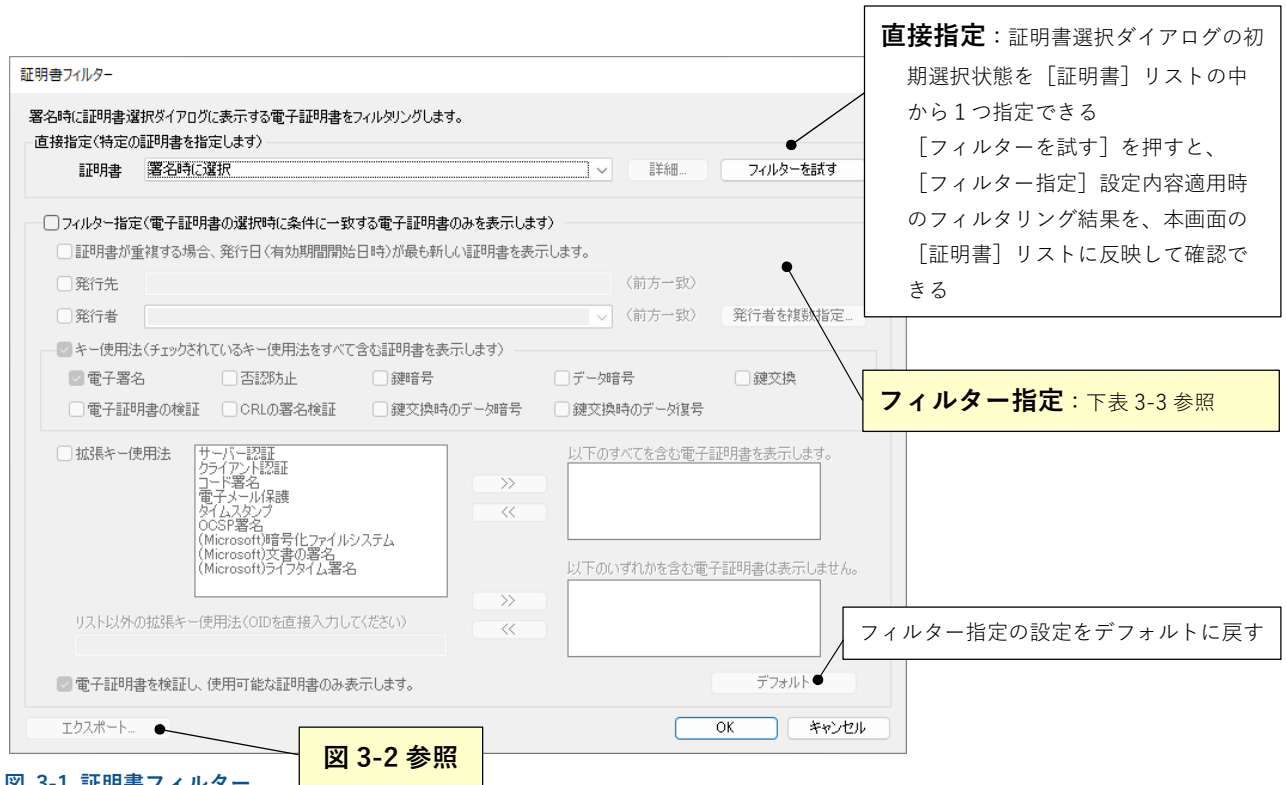 直接指定：証明書選択ダイアログの初
期選択状態を［証明書］リストの中
から１つ指定できる
［フィルターを試す］を押すと、
［フィルター指定］設定内容適用時
のフィルタリング結果を、本画面の
［証明書］リストに反映して確認で
きる
証明書フィルター
署名時に証明書選択ダイアログに表示する電子証明書をフィルタリングします。
直接指定(特定の証明書を指定します)
証明書 署名時に選択 詳細... フィルターを試す
フィルター指定(電子証明書の選択時に条件に一致する電子証明書のみを表示します)
証明書が重複する場合、発行日(有効期間開始日時)が最も新しい証明書を表示します。
発行先 (前方一致)
発行者 (前方一致) 発行者を複数指定...
キー使用法(チェックされているキー使用法をすべて含む証明書を表示します)
電子署名 否認防止 鍵暗号 データ暗号 鍵交換
電子証明書の検証 CRLの署名検証 鍵交換時のデータ暗号 鍵交換時のデータ復号
フィルター指定：下表 3-3 参照
拡張キー使用法
サーバー認証
クライアント認証
コード署名
電子メール保護
タイムスタンプ
OCSP署名
(Microsoft)暗号化ファイルシステム
(Microsoft)文書の署名
(Microsoft)ライフタイム署名
以下のすべてを含む電子証明書を表示します。
>>
<<
以下のいずれかを含む電子証明書は表示しません。
>>
<<
リスト以外の拡張キー使用法(OIDを直接入力してください)
フィルター指定の設定をデフォルトに戻す
電子証明書を検証し、使用可能な証明書のみ表示します。 デフォルト
エクスポート... OK キャンセル
図 3-2 参照
図 3-1 証明書フィルター